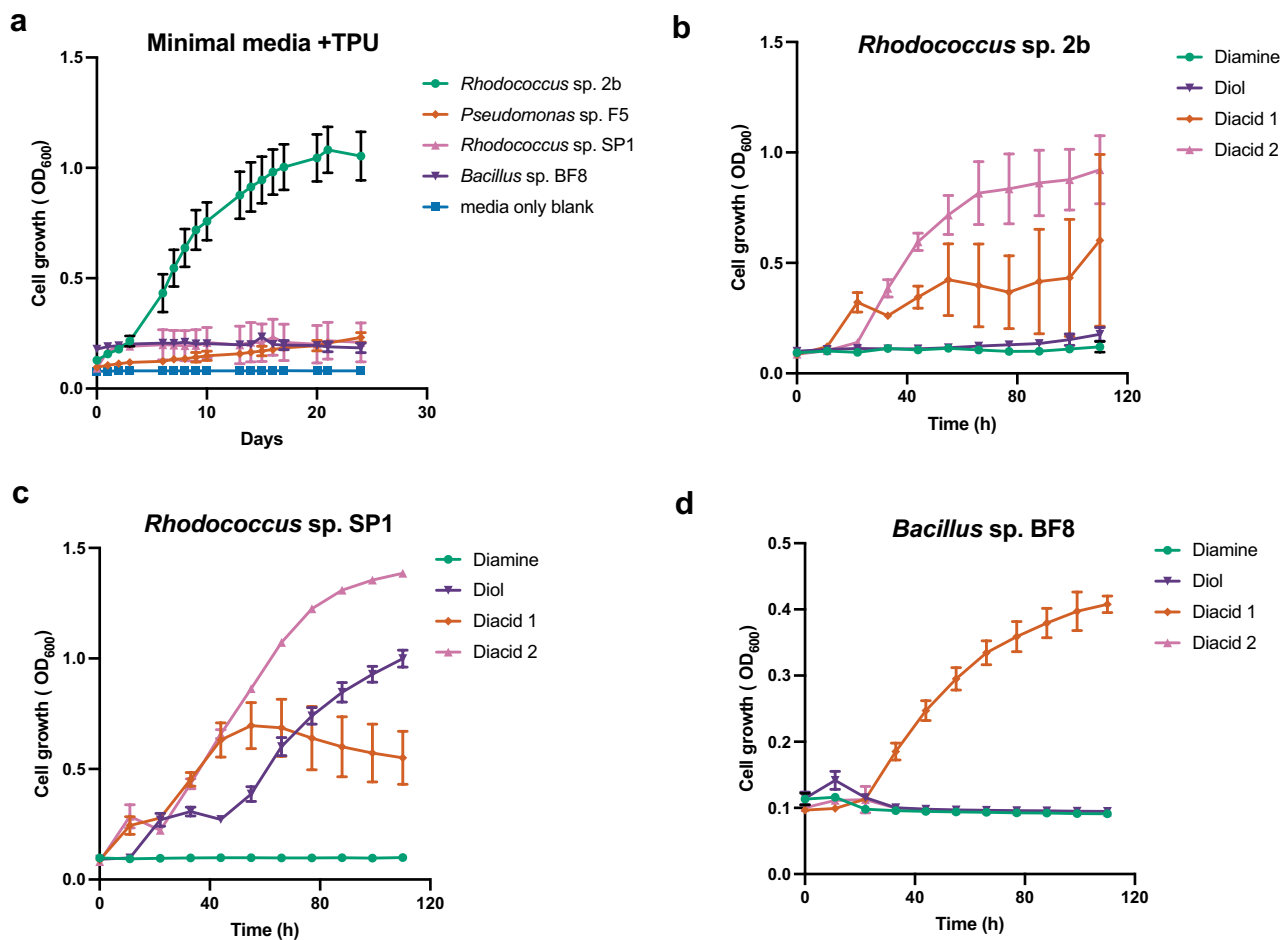 a
Minimal media +TPU
1.5
1.0
0.5
0.0
0
10
20
30
Cell growth ( OD600)
Days
Rhodococcus sp. 2b
Pseudomonas sp. F5
Rhodococcus sp. SP1
Bacillus sp. BF8
media only blank
b
Rhodococcus sp. 2b
1.5
1.0
0.5
0.0
0
40
80
120
Cell growth ( OD600)
Time (h)
Diamine
Diol
Diacid 1
Diacid 2
c
Rhodococcus sp. SP1
1.5
1.0
0.5
0.0
0
40
80
120
Cell growth ( OD600)
Time (h)
Diamine
Diol
Diacid 1
Diacid 2
d
Bacillus sp. BF8
0.5
0.4
0.3
0.2
0.1
0.0
0
40
80
120
Cell growth ( OD600)
Time (h)
Diamine
Diol
Diacid 1
Diacid 2